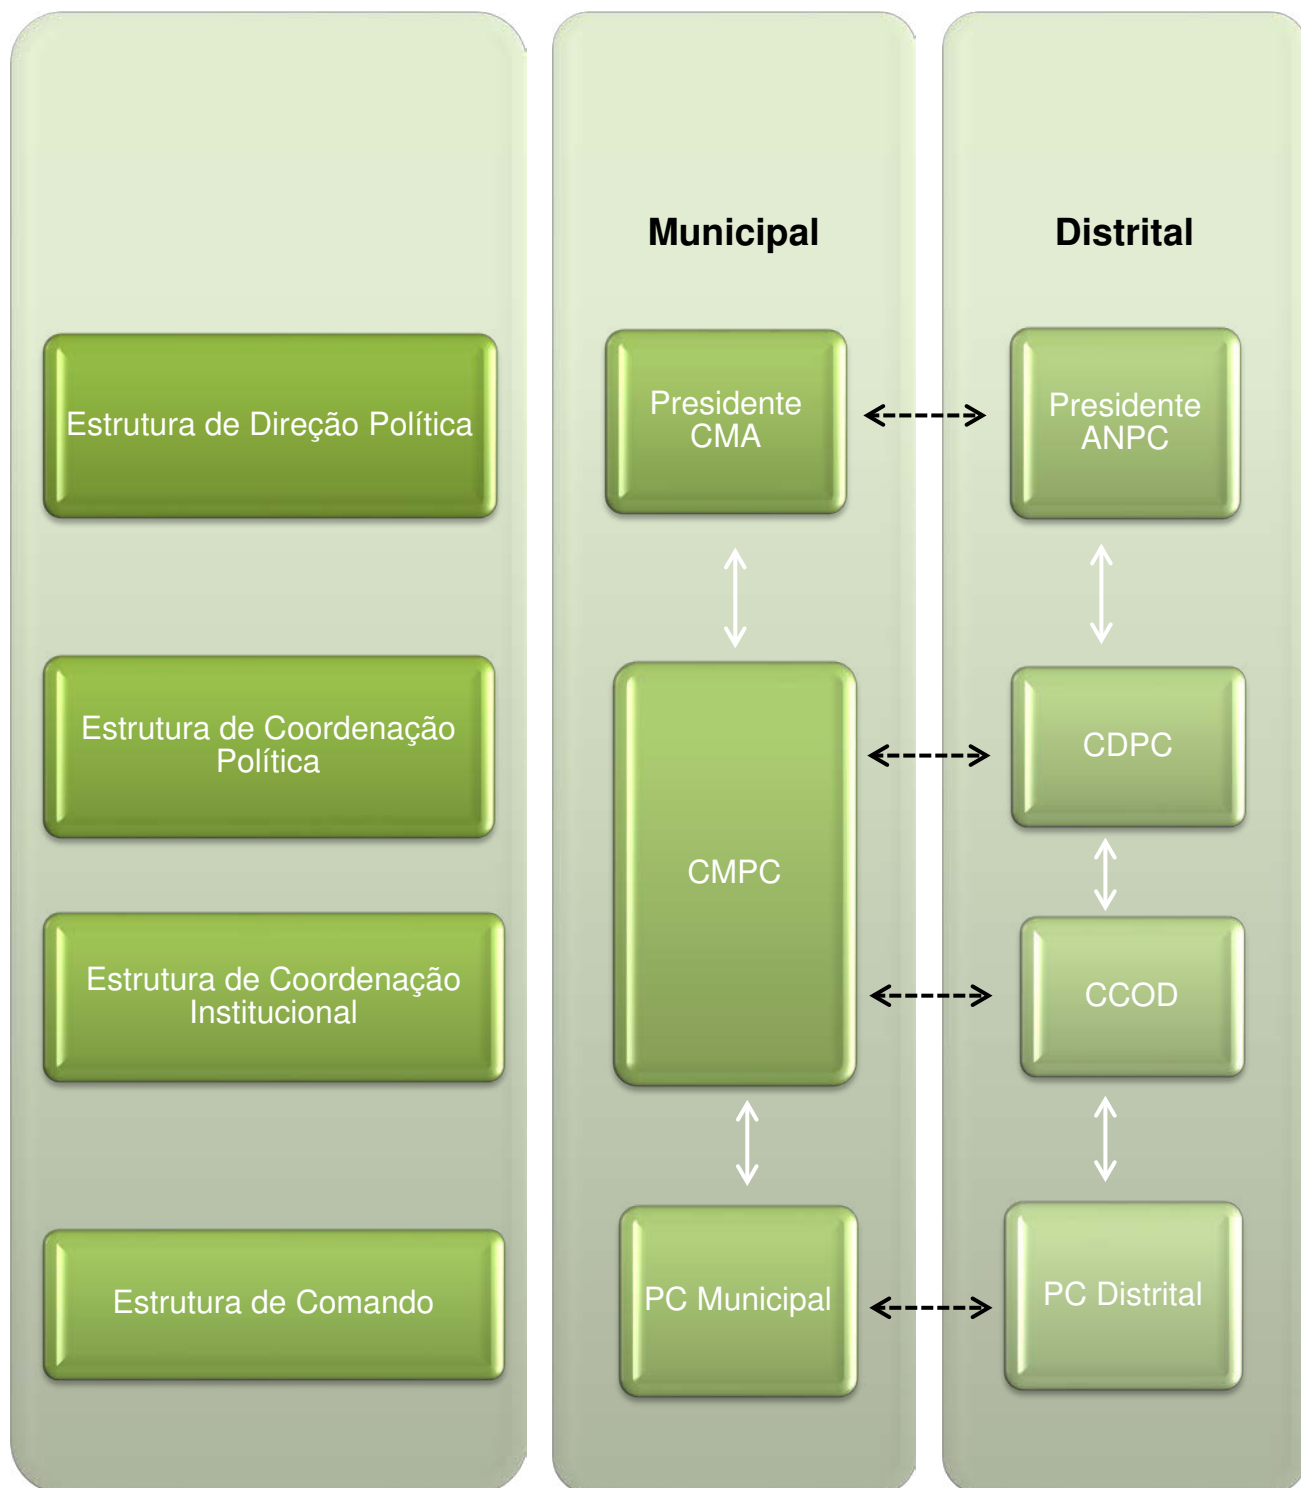 Municipal
Distrital
Estrutura de Direção Política
Presidente
CMA
Presidente
ANPC
Estrutura de Coordenação
Política
CMPC
CDPC
Estrutura de Coordenação
Institucional
CCOD
Estrutura de Comando
PC Municipal
PC Distrital